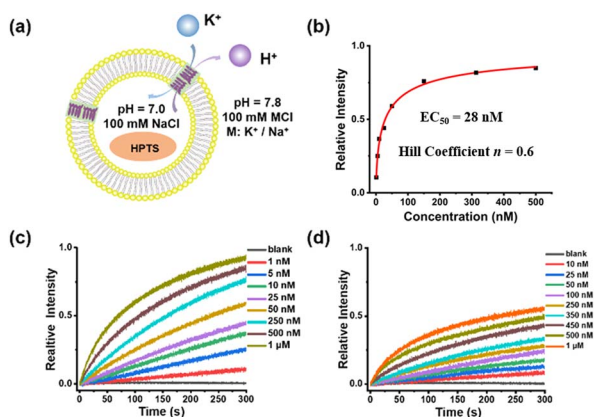 (a)
K⁺
H⁺
pH = 7.0
100 mM NaCl
HPTS
pH = 7.8
100 mM MCl
M: K⁺ / Na⁺
(b)
Relative Intensity
1.0
0.5
0.0
EC₅₀ = 28 nM
Hill Coefficient n = 0.6
0 100 200 300 400 500
Concentration (nM)
(c)
Realtive Intensity
1.0
0.5
0.0
blank
1 nM
5 nM
10 nM
25 nM
50 nM
250 nM
500 nM
1 μM
0 50 100 150 200 250 300
Time (s)
(d)
Relative Intensity
1.0
0.5
0.0
blank
10 nM
25 nM
50 nM
100 nM
250 nM
350 nM
450 nM
500 nM
1 μM
0 50 100 150 200 250 300
Time (s)